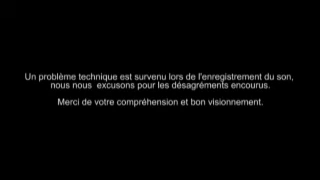 Un problème technique est survenu lors de l'enregistrement du son,
nous nous excusons pour les désagréments encourus.
Merci de votre compréhension et bon visionnement.